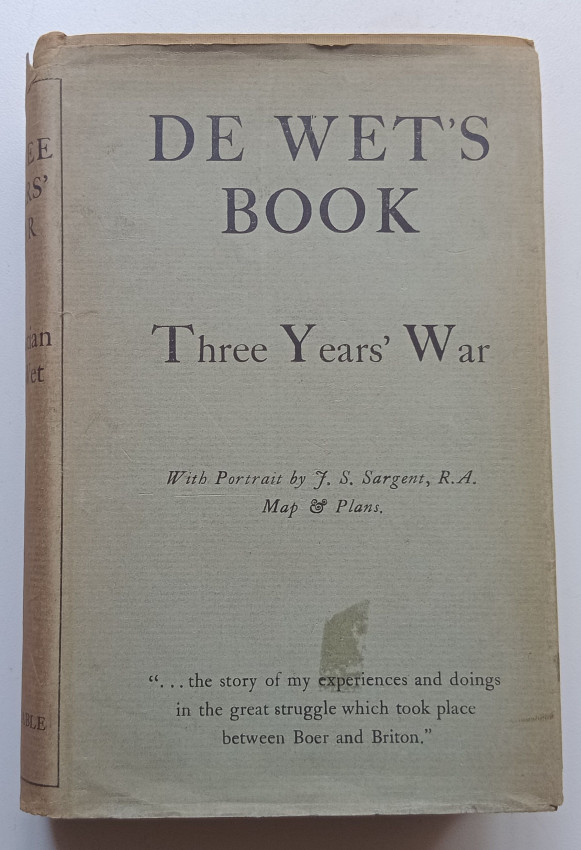 DE WET'S
BOOK
Three Years' War
With Portrait by J. S. Sargent, R.A.
Map & Plans.
"... the story of my experiences and doings
in the great struggle which took place
between Boer and Briton."